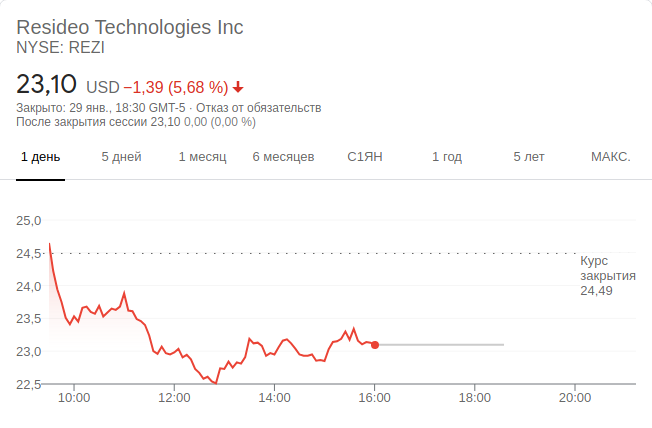 Resideo Technologies Inc
NYSE: REZI
23,10 USD −1,39 (5,68 %)
Закрыто: 29 янв., 18:30 GMT-5 · Отказ от обязательств
После закрытия сессии 23,10 0,00 (0,00 %)
1 день 5 дней 1 месяц 6 месяцев С1ЯН 1 год 5 лет МАКС.
25,0
24,5
Курс
закрытия
24,49
24,0
23,5
23,0
22,5
10:00 12:00 14:00 16:00 18:00 20:00